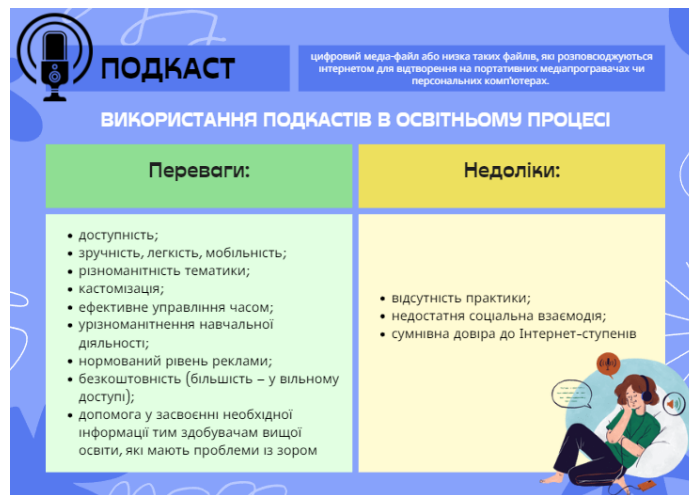 ПОДКАСТ
цифровий медіа-файл або низка таких файлів, які розповсюджуються
інтернетом для відтворення на портативних медіапрогравачах чи
персональних комп'ютерах.
ВИКОРИСТАННЯ ПОДКАСТІВ В ОСВІТНЬОМУ ПРОЦЕСІ
Переваги:
• доступність;
• зручність, легкість, мобільність;
• різноманітність тематики;
• кастомізація;
• ефективне управління часом;
• урізноманітнення навчальної
діяльності;
• нормований рівень реклами;
• безкоштовність (більшість – у вільному
доступі);
• допомога у засвоєнні необхідної
інформації тим здобувачам вищої
освіти, які мають проблеми із зором
Недоліки:
• відсутність практики;
• недостатня соціальна взаємодія;
• сумнівна довіра до Інтернет-ступенів